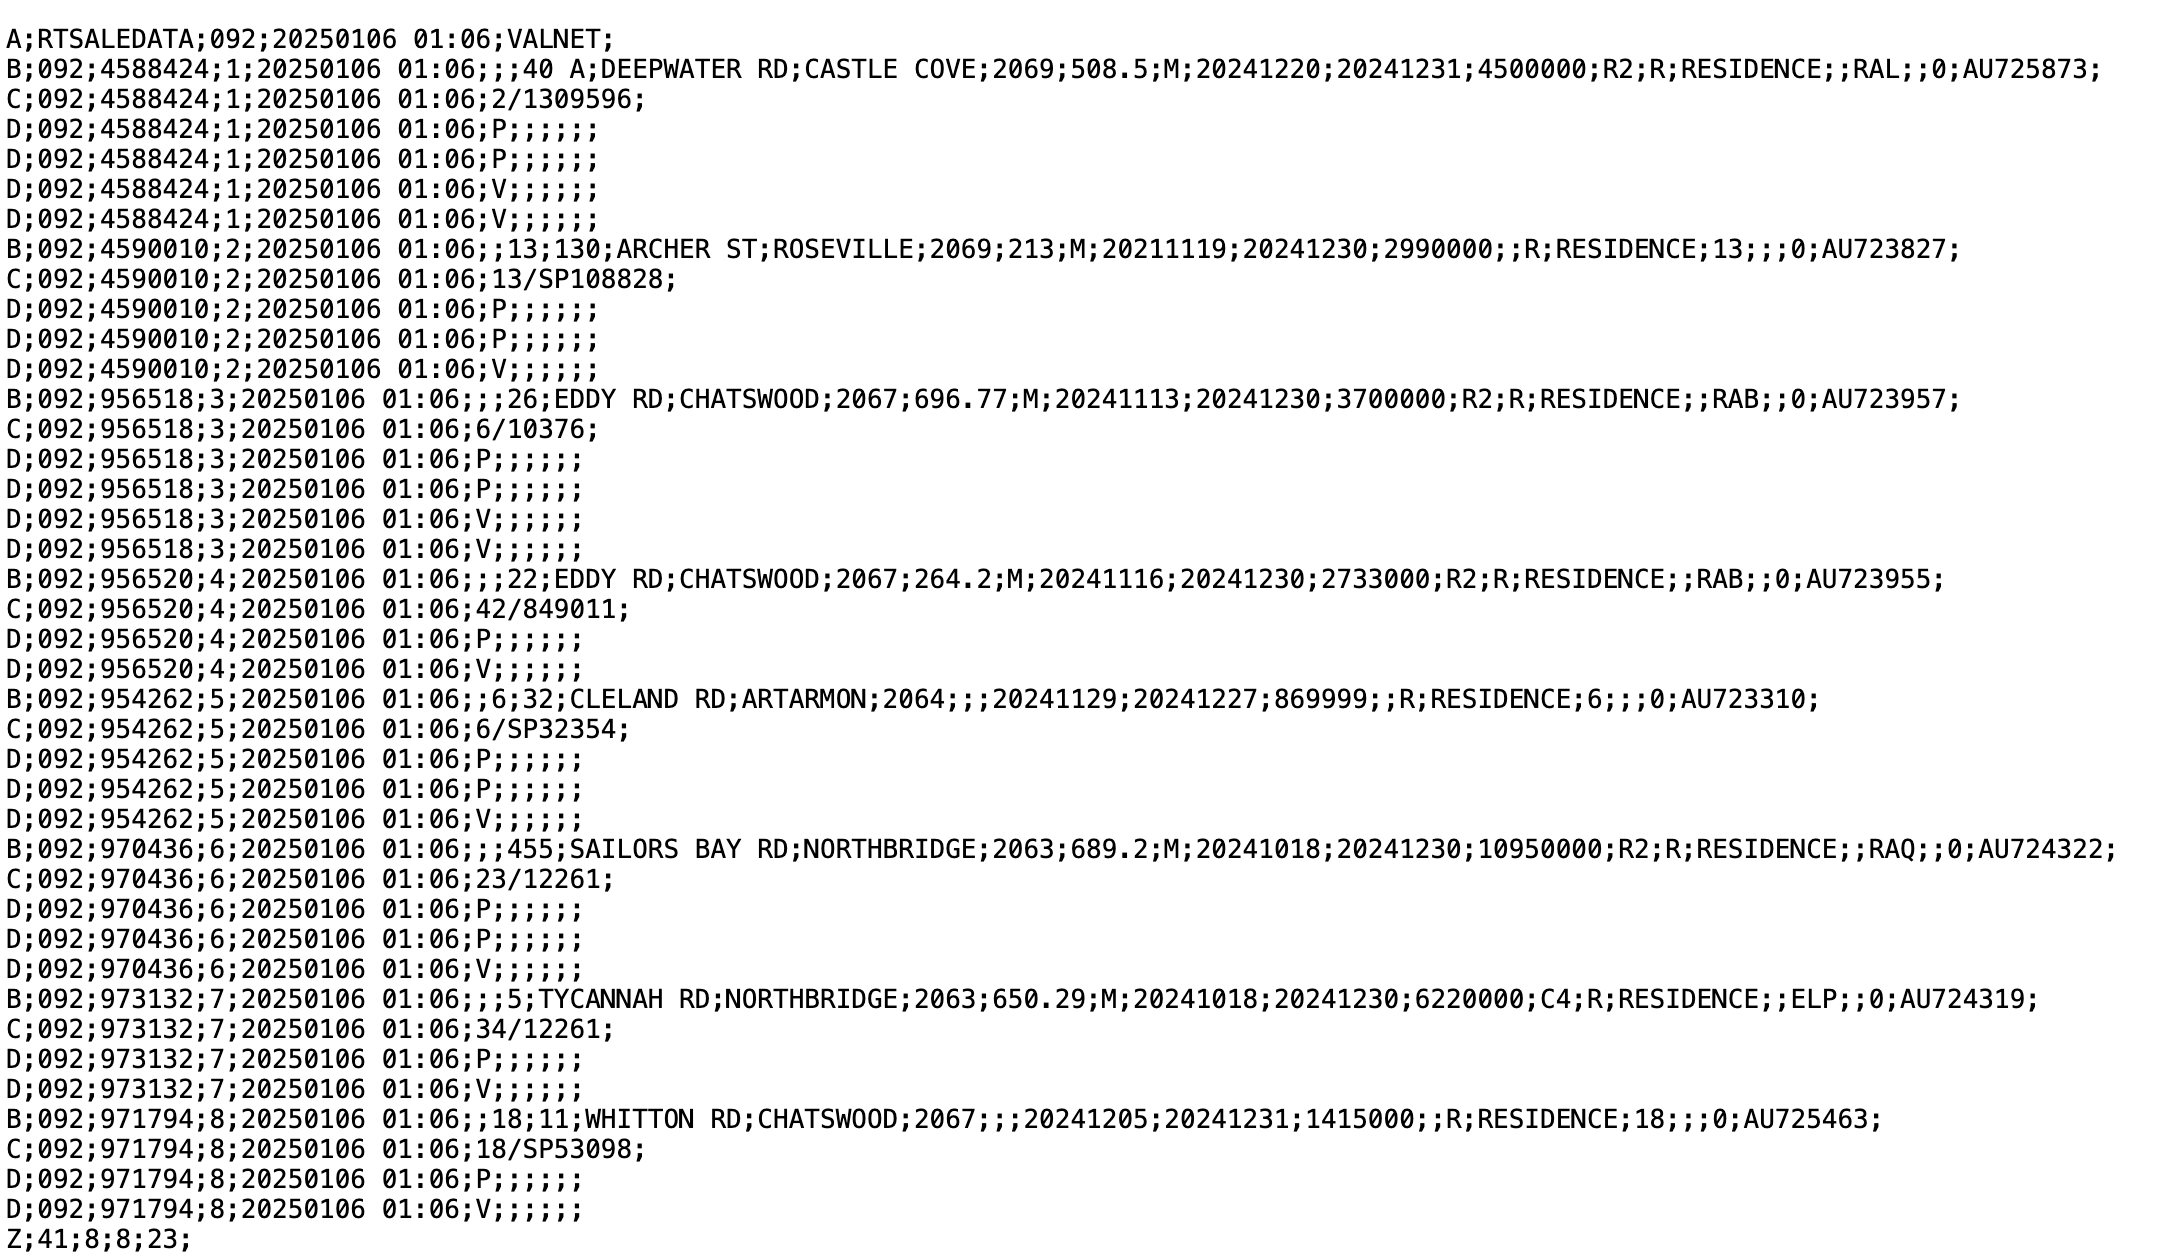 A;RTSALEDATA;092;20250106 01:06;VALNET;
B;092;4588424;1;20250106 01:06;;;40 A;DEEPWATER RD;CASTLE COVE;2069;508.5;M;20241220;20241231;4500000;R2;R;RESIDENCE;;RAL;;0;AU725873;
C;092;4588424;1;20250106 01:06;2/1309596;
D;092;4588424;1;20250106 01:06;P;;;;;;
D;092;4588424;1;20250106 01:06;P;;;;;;
D;092;4588424;1;20250106 01:06;V;;;;;;
D;092;4588424;1;20250106 01:06;V;;;;;;
B;092;4590010;2;20250106 01:06;;13;130;ARCHER ST;ROSEVILLE;2069;213;M;20211119;20241230;2990000;;R;RESIDENCE;13;;;0;AU723827;
C;092;4590010;2;20250106 01:06;13/SP108828;
D;092;4590010;2;20250106 01:06;P;;;;;;
D;092;4590010;2;20250106 01:06;P;;;;;;
D;092;4590010;2;20250106 01:06;V;;;;;;
B;092;956518;3;20250106 01:06;;;26;EDDY RD;CHATSWOOD;2067;696.77;M;20241113;20241230;3700000;R2;R;RESIDENCE;;RAB;;0;AU723957;
C;092;956518;3;20250106 01:06;6/10376;
D;092;956518;3;20250106 01:06;P;;;;;;
D;092;956518;3;20250106 01:06;P;;;;;;
D;092;956518;3;20250106 01:06;V;;;;;;
D;092;956518;3;20250106 01:06;V;;;;;;
B;092;956520;4;20250106 01:06;;;22;EDDY RD;CHATSWOOD;2067;264.2;M;20241116;20241230;2733000;R2;R;RESIDENCE;;RAB;;0;AU723955;
C;092;956520;4;20250106 01:06;42/849011;
D;092;956520;4;20250106 01:06;P;;;;;;
D;092;956520;4;20250106 01:06;V;;;;;;
B;092;954262;5;20250106 01:06;;6;32;CLELAND RD;ARTARMON;2064;;;20241129;20241227;869999;;R;RESIDENCE;6;;;0;AU723310;
C;092;954262;5;20250106 01:06;6/SP32354;
D;092;954262;5;20250106 01:06;P;;;;;;
D;092;954262;5;20250106 01:06;P;;;;;;
D;092;954262;5;20250106 01:06;V;;;;;;
B;092;970436;6;20250106 01:06;;;455;SAILORS BAY RD;NORTHBRIDGE;2063;689.2;M;20241018;20241230;10950000;R2;R;RESIDENCE;;RAQ;;0;AU724322;
C;092;970436;6;20250106 01:06;23/12261;
D;092;970436;6;20250106 01:06;P;;;;;;
D;092;970436;6;20250106 01:06;P;;;;;;
D;092;970436;6;20250106 01:06;V;;;;;;
B;092;973132;7;20250106 01:06;;;5;TYCANNAH RD;NORTHBRIDGE;2063;650.29;M;20241018;20241230;6220000;C4;R;RESIDENCE;;ELP;;0;AU724319;
C;092;973132;7;20250106 01:06;34/12261;
D;092;973132;7;20250106 01:06;P;;;;;;
D;092;973132;7;20250106 01:06;V;;;;;;
B;092;971794;8;20250106 01:06;;18;11;WHITTON RD;CHATSWOOD;2067;;;20241205;20241231;1415000;;R;RESIDENCE;18;;;0;AU725463;
C;092;971794;8;20250106 01:06;18/SP53098;
D;092;971794;8;20250106 01:06;P;;;;;;
D;092;971794;8;20250106 01:06;V;;;;;;
Z;41;8;8;23;